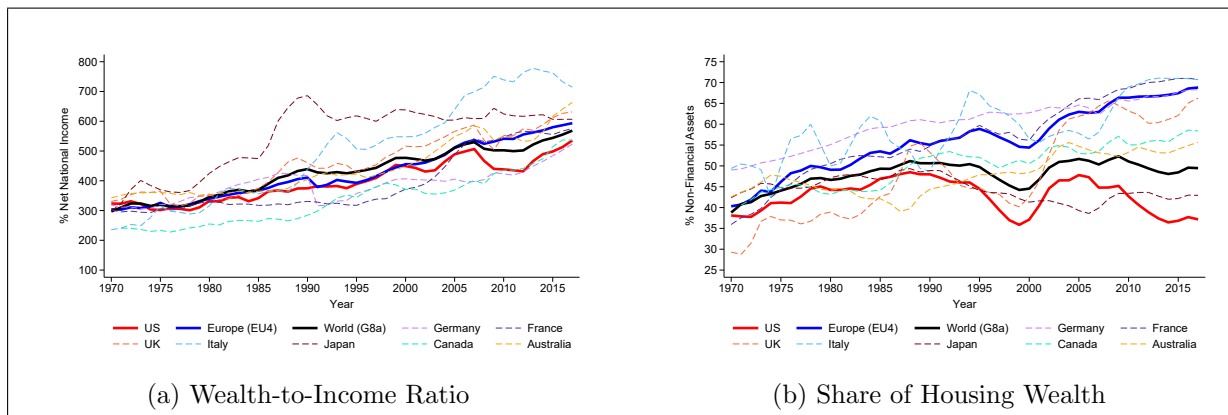 % Net National Income
800
700
600
500
400
300
200
100
1970 1975 1980 1985 1990 1995 2000 2005 2010 2015
Year
US Europe (EU4) World (G8a) Germany France
UK Italy Japan Canada Australia
(a) Wealth-to-Income Ratio
% Non-Financial Assets
75
70
65
60
55
50
45
40
35
30
25
1970 1975 1980 1985 1990 1995 2000 2005 2010 2015
Year
US Europe (EU4) World (G8a) Germany France
UK Italy Japan Canada Australia
(b) Share of Housing Wealth